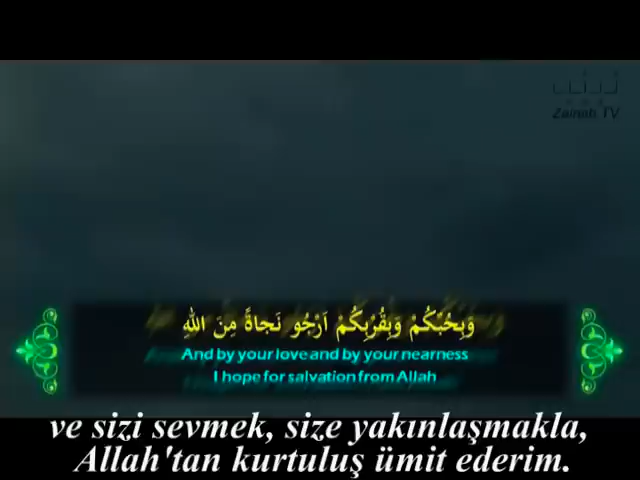 زينب
Zainab TV
وَبِحُبِّكُمْ وَبِقُرْبِكُمْ اَرْجُو نَجاةً مِنَ اللهِ
And by your love and by your nearness
I hope for salvation from Allah
ve sizi sevmek, size yakınlaşmakla,
Allah'tan kurtuluş ümit ederim.